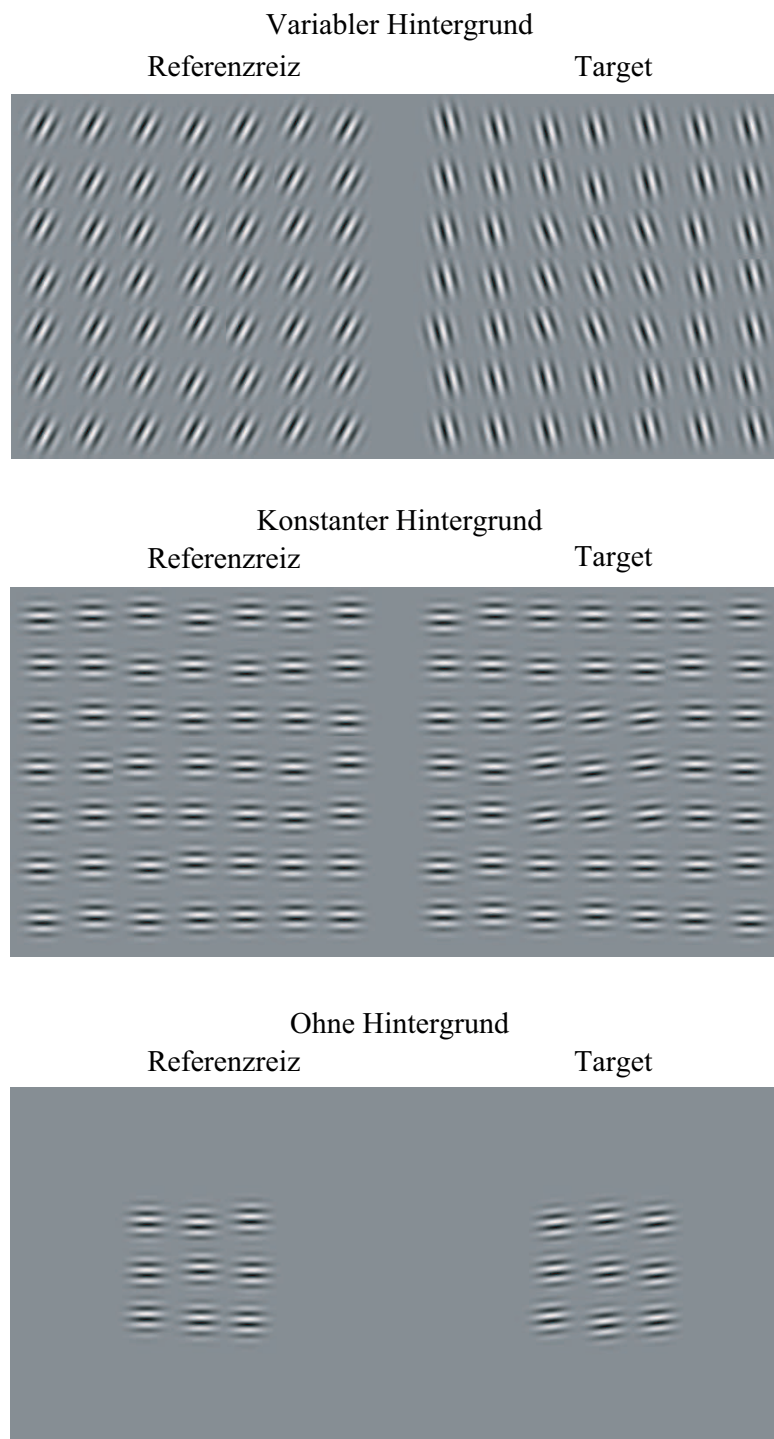 Variabler Hintergrund
Referenzreiz Target
Konstanter Hintergrund
Referenzreiz Target
Ohne Hintergrund
Referenzreiz Target